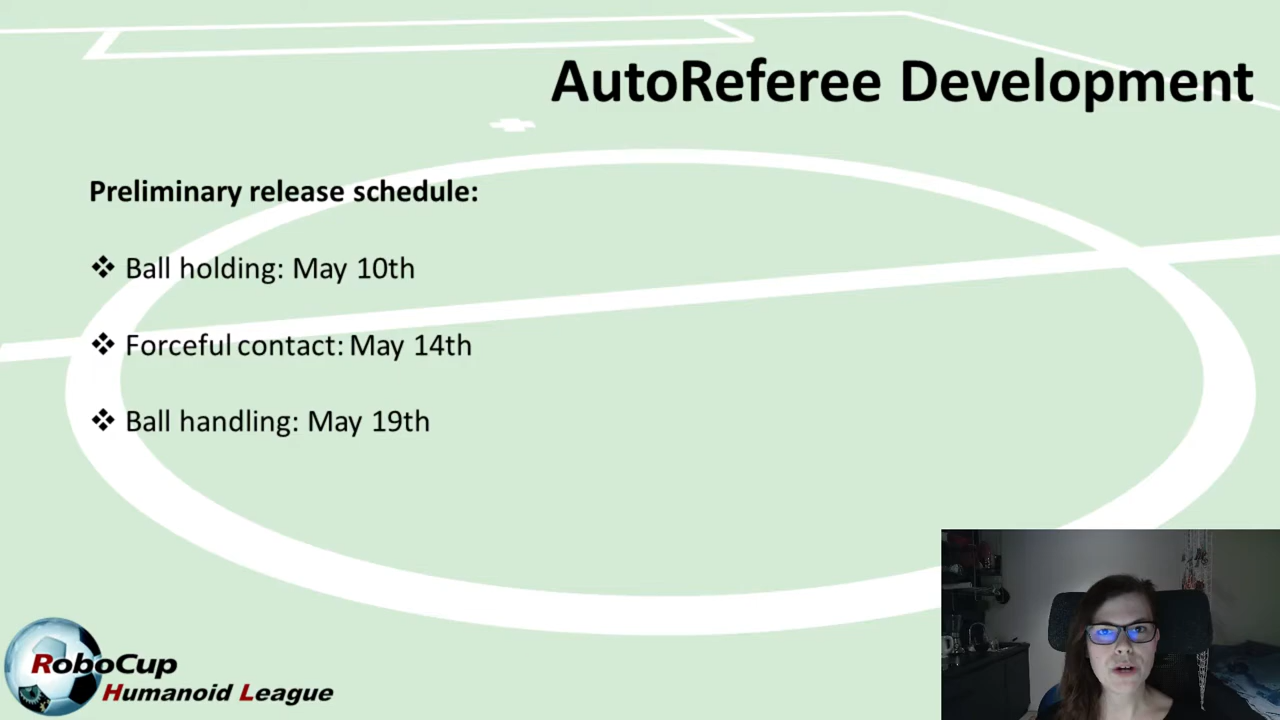 AutoReferee Development
Preliminary release schedule:
Ball holding: May 10th
Forceful contact: May 14th
Ball handling: May 19th
RoboCup
Humanoid League